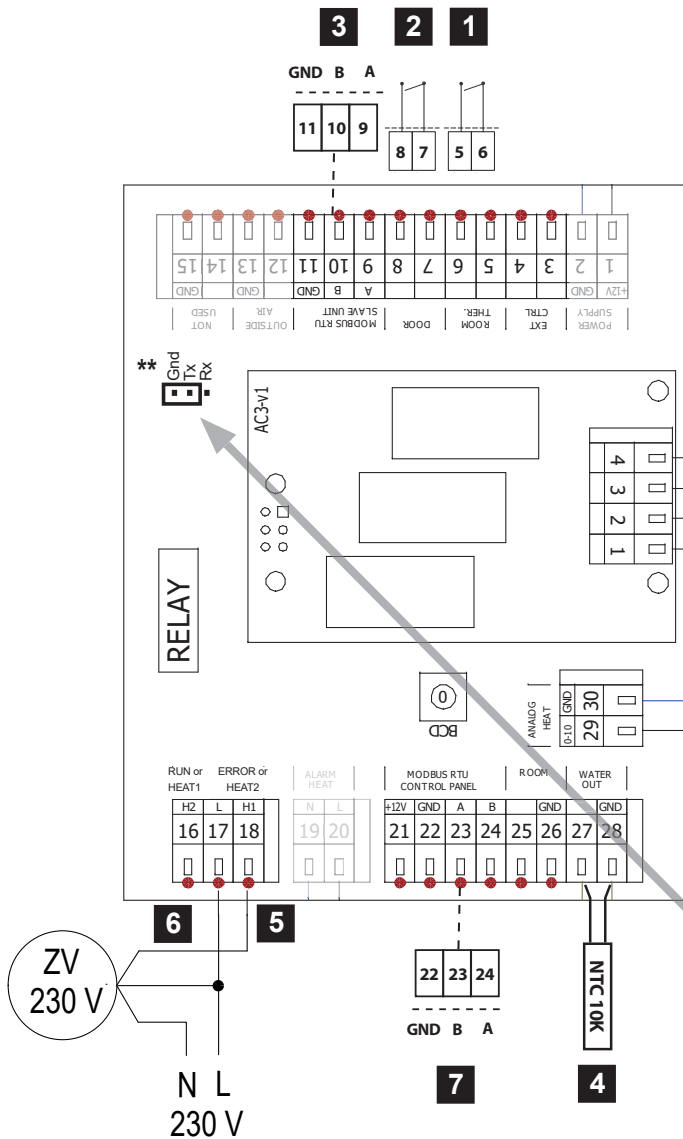 3 2 1
GND B A
11 10 9
8 7
5 6
15 14 13 12 11 10 9 8 7 6 5 4 3 2 1
GND GND GND B A GND +12V
NOT USED
OUTSIDE AIR
MODBUS RTU SLAVE UNIT
DOOR
ROOM THER.
EXT CTRL
POWER SUPPLY
**
Gnd
Tx
Rx
AC3-v1
4
3
2
1
RELAY
0
BCD
ANALOG HEAT
GND 30
0-10 29
RUN or HEAT1
ERROR or HEAT2
H2 L H1
16 17 18
ALARM HEAT
N L
19 20
MODBUS RTU CONTROL PANEL
+12V GND A B
21 22 23 24
ROOM
GND
25 26
WATER OUT
GND
27 28
6 5
ZV
230 V
N L
230 V
22 23 24
GND B A
7
NTC 10K
4